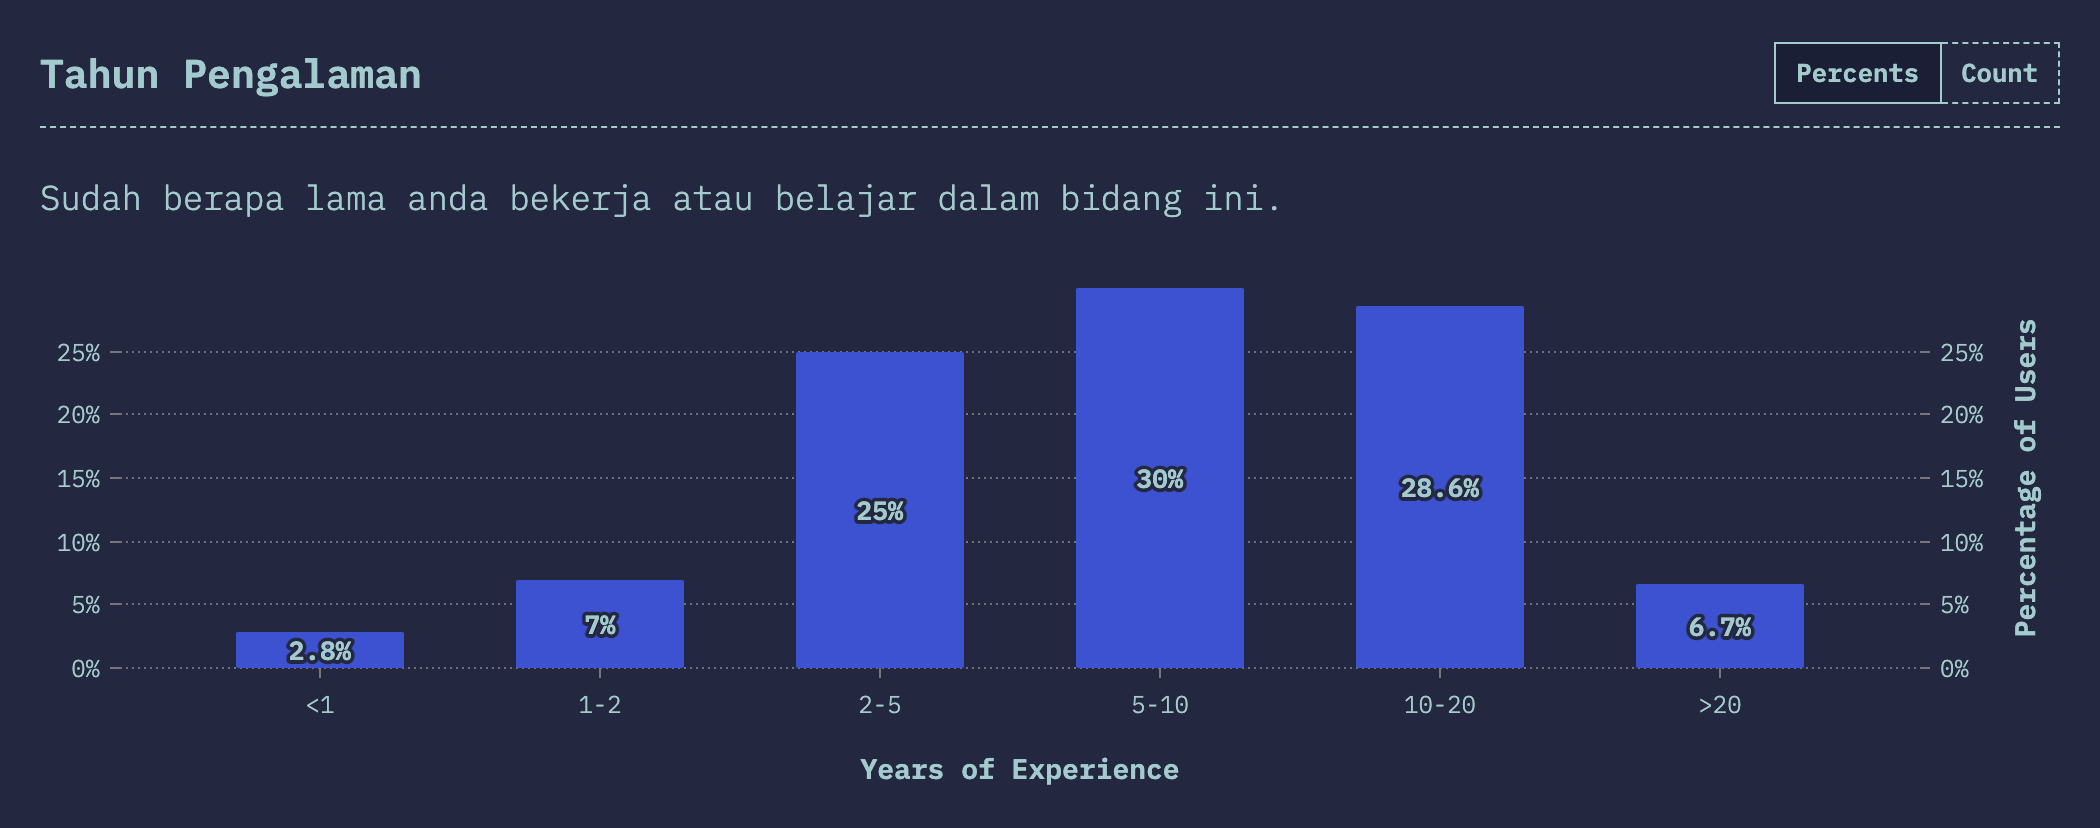 Tahun Pengalaman
Percents Count
Sudah berapa lama anda bekerja atau belajar dalam bidang ini.
25% 25%
20% 20%
15% 15%
10% 10%
5% 5%
0% 0%
2.8% 7% 25% 30% 28.6% 6.7%
<1 1-2 2-5 5-10 10-20 >20
Years of Experience
Percentage of Users